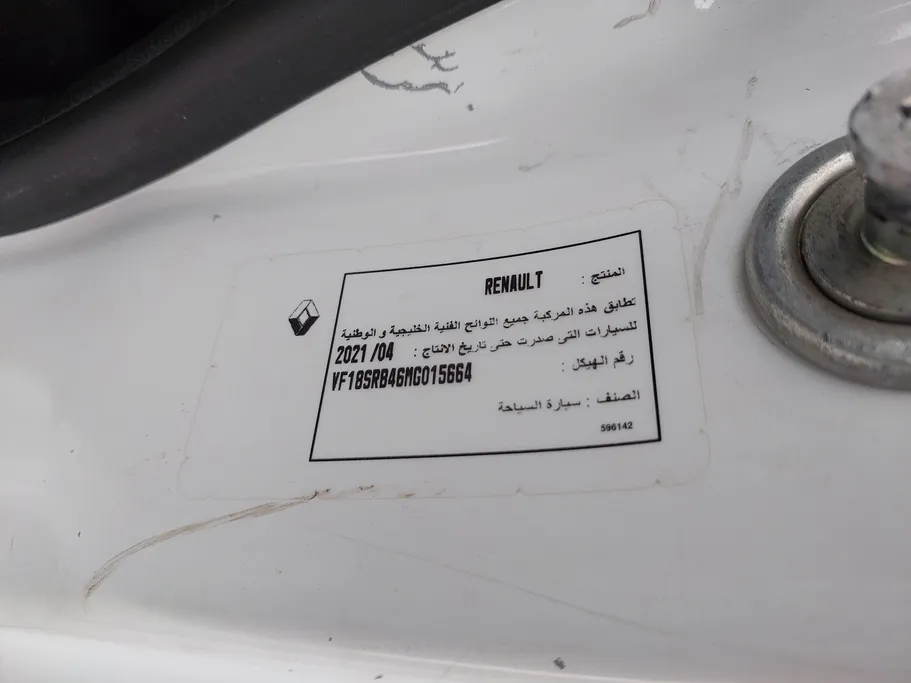 المنتج : RENAULT
تطابق هذه المركبة جميع اللوائح الفنية الخليجية و الوطنية
للسيارات التى صدرت حتى تاريخ الانتاج : 2021 /04
رقم الهيكل : VF18SRB46MG015664
الصنف : سيارة السياحة
596142